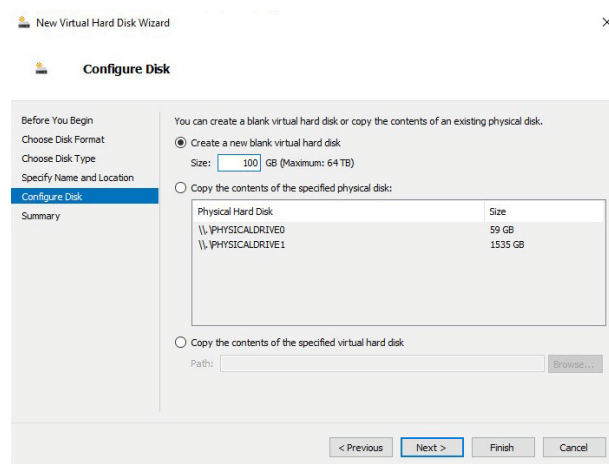 New Virtual Hard Disk Wizard
Configure Disk
Before You Begin
Choose Disk Format
Choose Disk Type
Specify Name and Location
Configure Disk
Summary
You can create a blank virtual hard disk or copy the contents of an existing physical disk.
Create a new blank virtual hard disk
Size: 100 GB (Maximum: 64 TB)
Copy the contents of the specified physical disk:
Physical Hard Disk Size
\\.\PHYSICALDRIVE0 59 GB
\\.\PHYSICALDRIVE1 1535 GB
Copy the contents of the specified virtual hard disk
Path: Browse...
< Previous Next > Finish Cancel